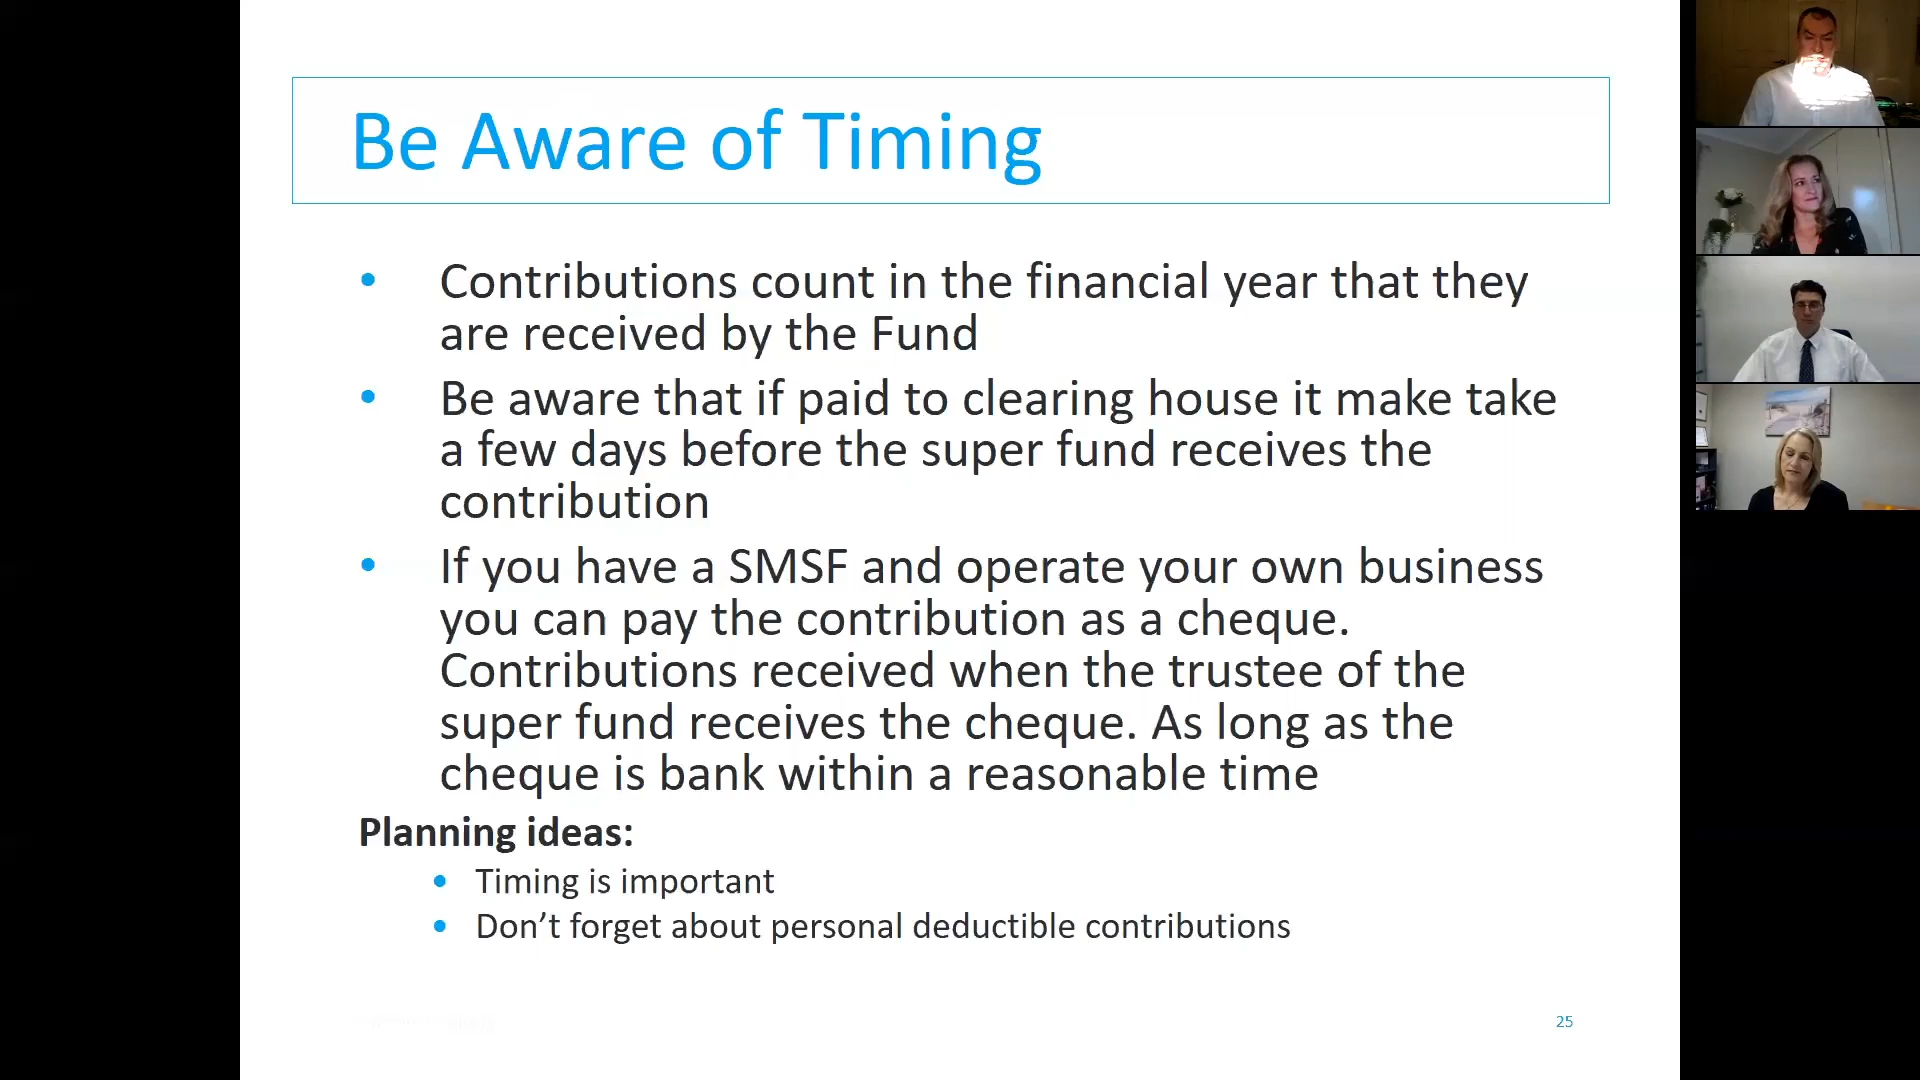 Be Aware of Timing
• Contributions count in the financial year that they
are received by the Fund
• Be aware that if paid to clearing house it make take
a few days before the super fund receives the
contribution
• If you have a SMSF and operate your own business
you can pay the contribution as a cheque.
Contributions received when the trustee of the
super fund receives the cheque. As long as the
cheque is bank within a reasonable time
Planning ideas:
• Timing is important
• Don’t forget about personal deductible contributions
25